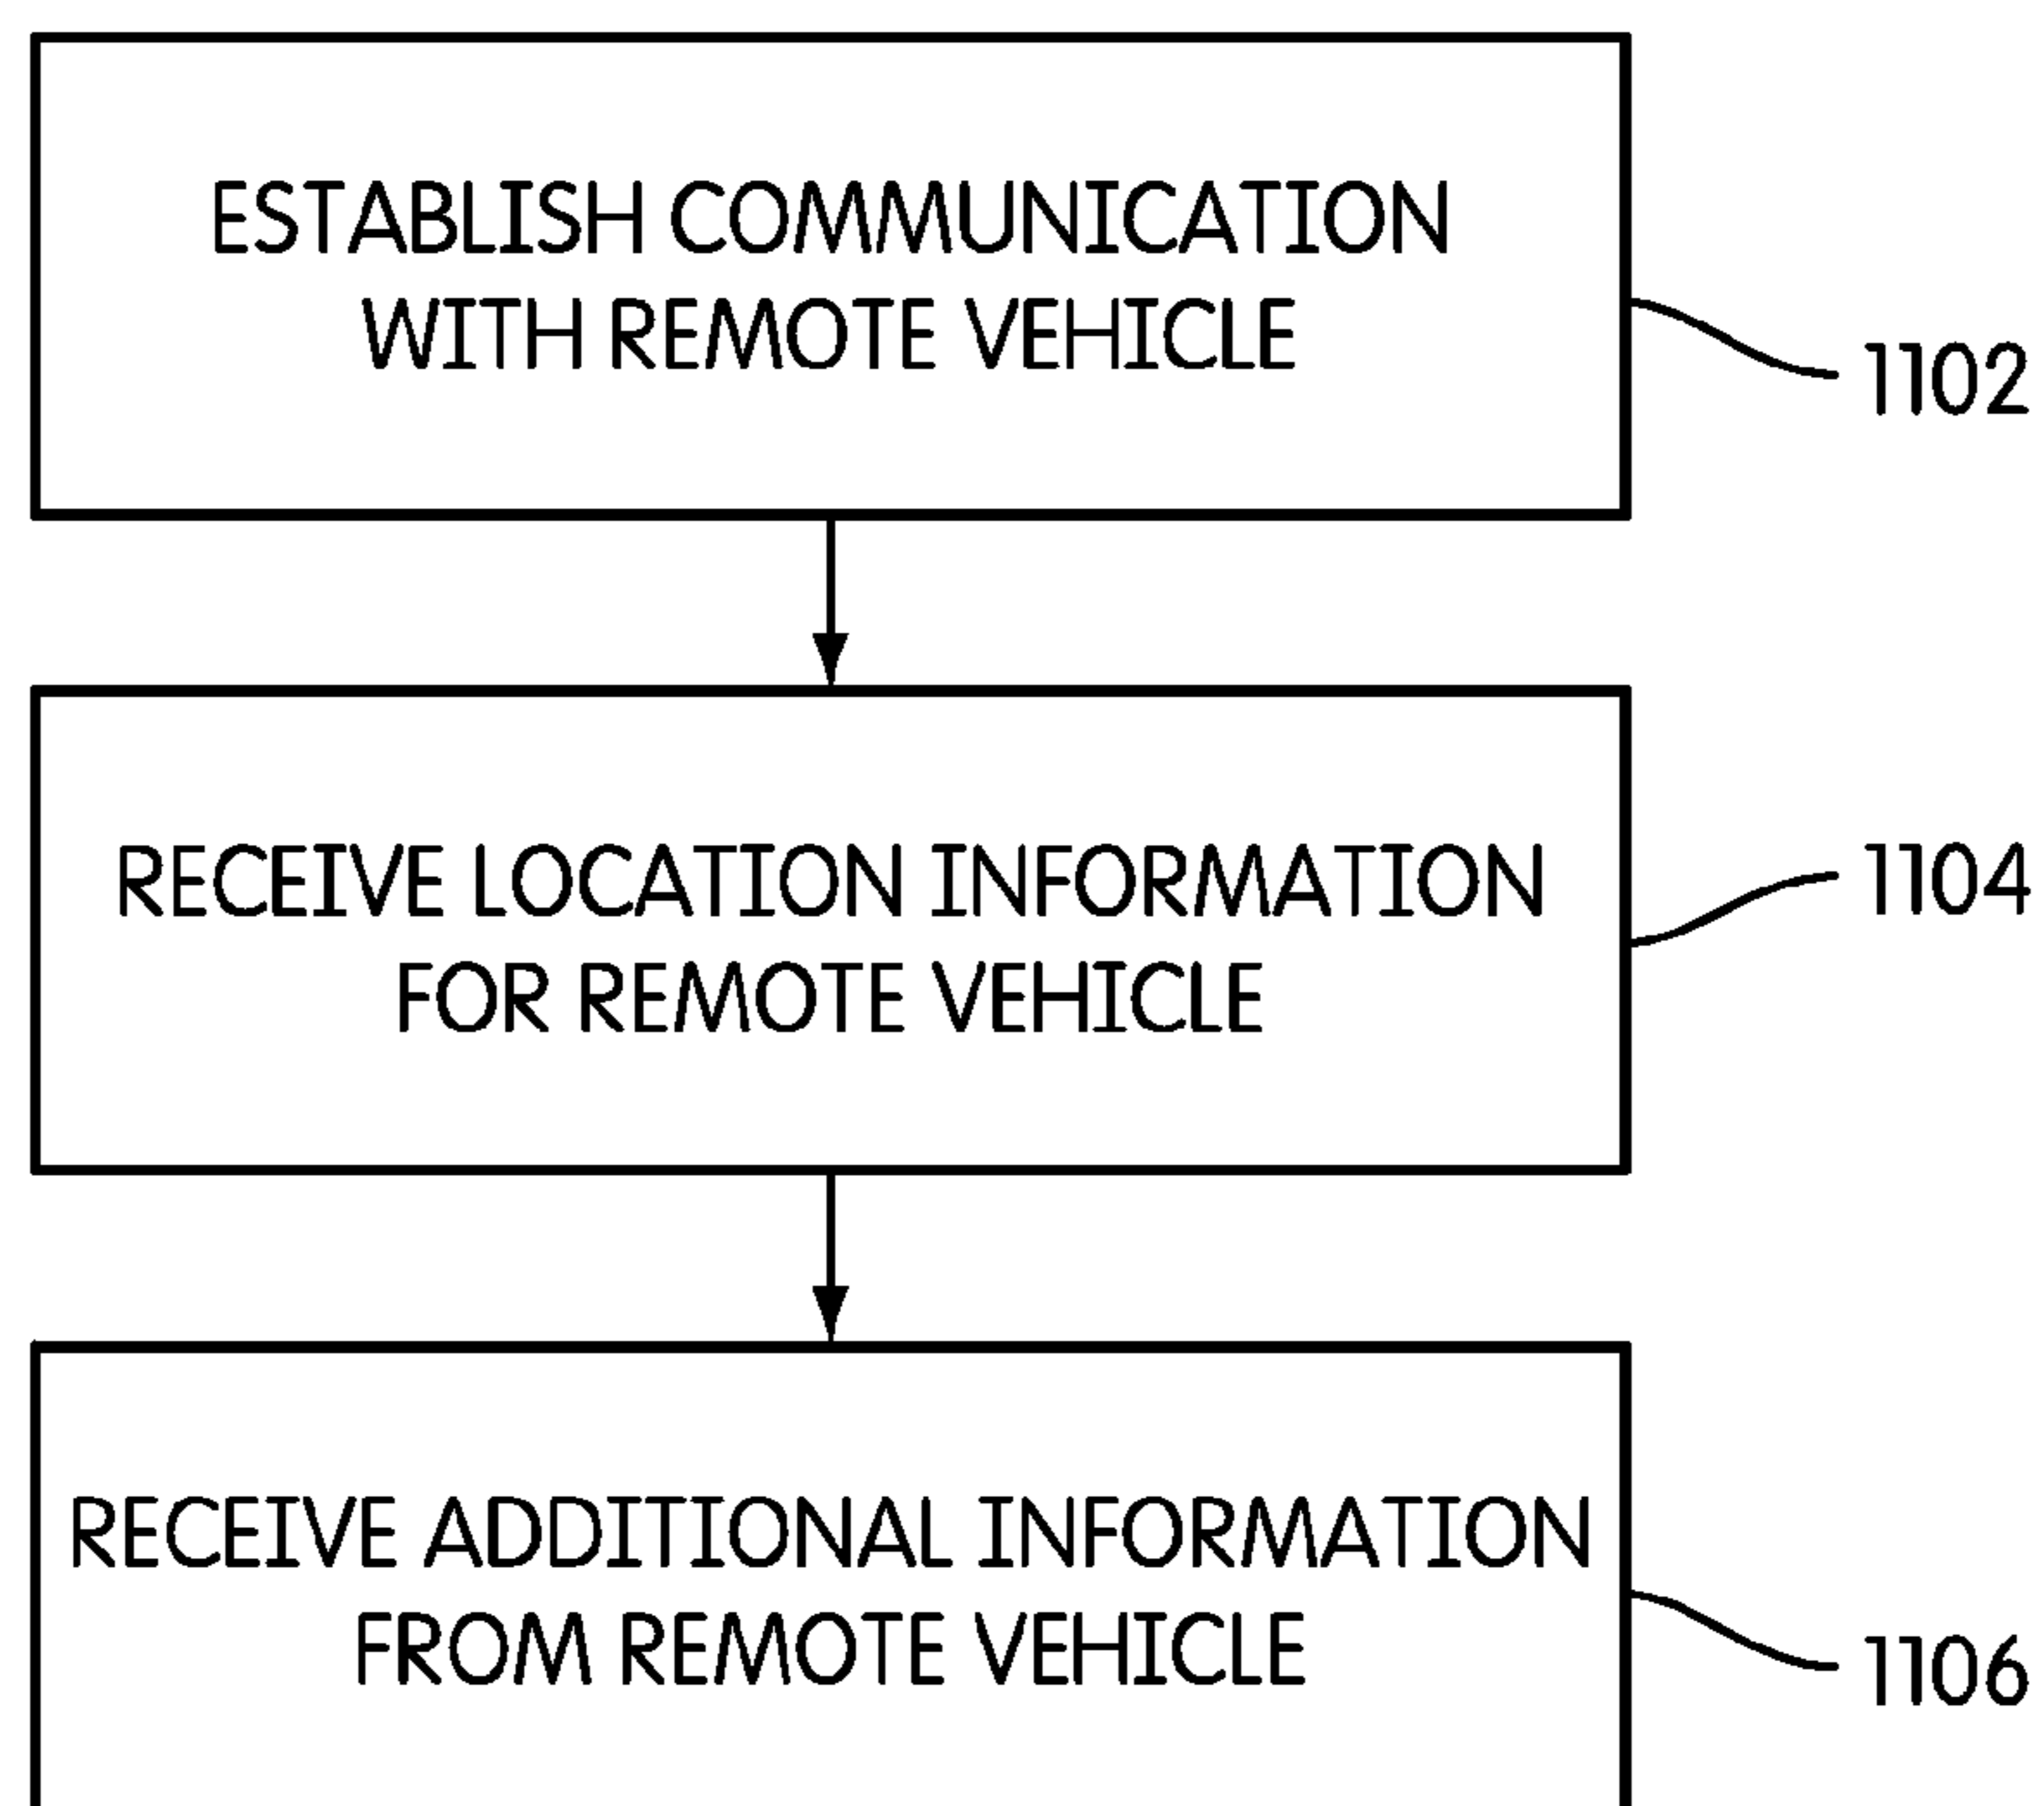 ESTABLISH COMMUNICATION
WITH REMOTE VEHICLE
1102
RECEIVE LOCATION INFORMATION
FOR REMOTE VEHICLE
1104
RECEIVE ADDITIONAL INFORMATION
FROM REMOTE VEHICLE
1106